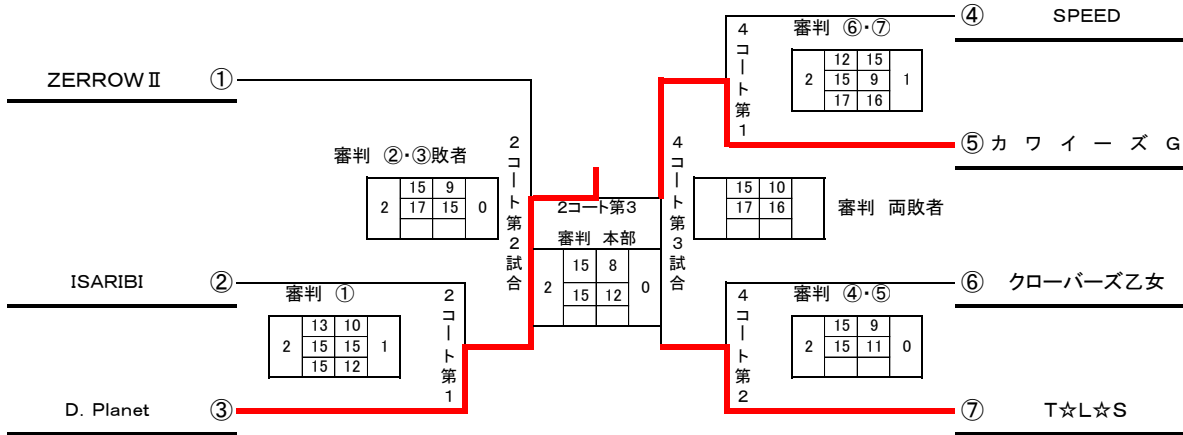 ZERROWⅡ ①
ISARIBI ②
D. Planet ③
審判 ①
2 13 10 1
15 15
15 12
2コート第1
審判 ②・③敗者
2 15 9 0
17 15
2コート第2試合
2コート第3
審判 本部
2 15 8 0
15 12
4コート第3試合
15 10
17 16
審判 両敗者
4コート第1
審判 ⑥・⑦
2 12 15 1
15 9
17 16
4コート第2
審判 ④・⑤
2 15 9 0
15 11
④ SPEED
⑤ カワイーズG
⑥ クローバーズ乙女
⑦ T☆L☆S